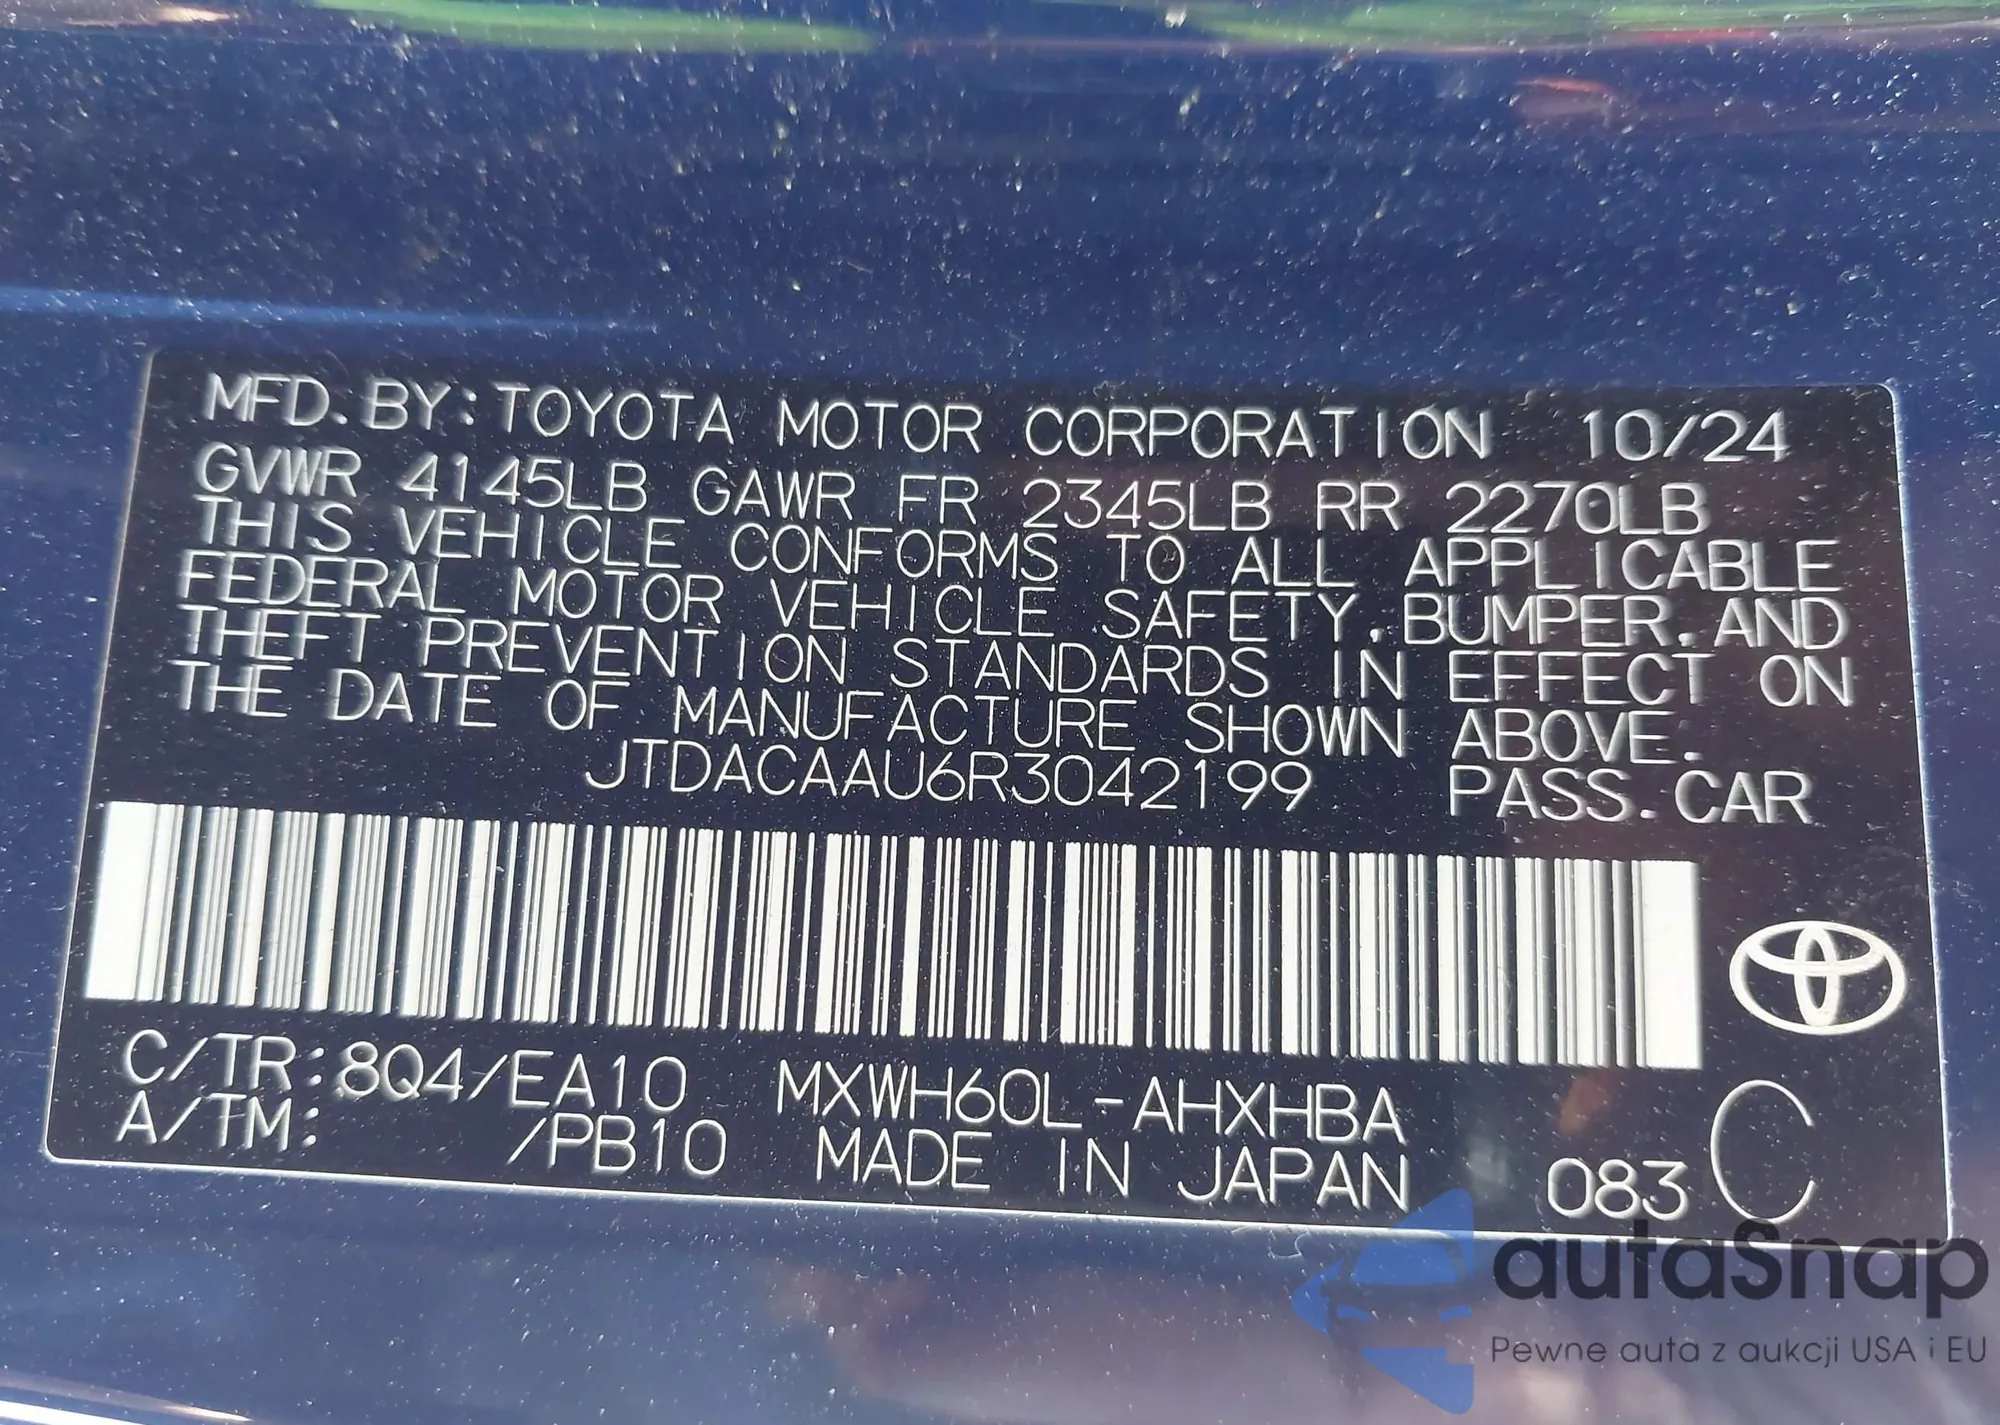 MFD. BY: TOYOTA MOTOR CORPORATION 10/24
GVWR 4145LB GAWR FR 2345LB RR 2270LB
THIS VEHICLE CONFORMS TO ALL APPLICABLE
FEDERAL MOTOR VEHICLE SAFETY, BUMPER, AND
THEFT PREVENTION STANDARDS IN EFFECT ON
THE DATE OF MANUFACTURE SHOWN ABOVE.
JTDACAAU6R3042199 PASS. CAR
C/TR: 8Q4/EA10 MXWH60L-AHXHBA
A/TM: /PB10 MADE IN JAPAN 083 C
autaSnap
Pewne auta z aukcji USA i EU